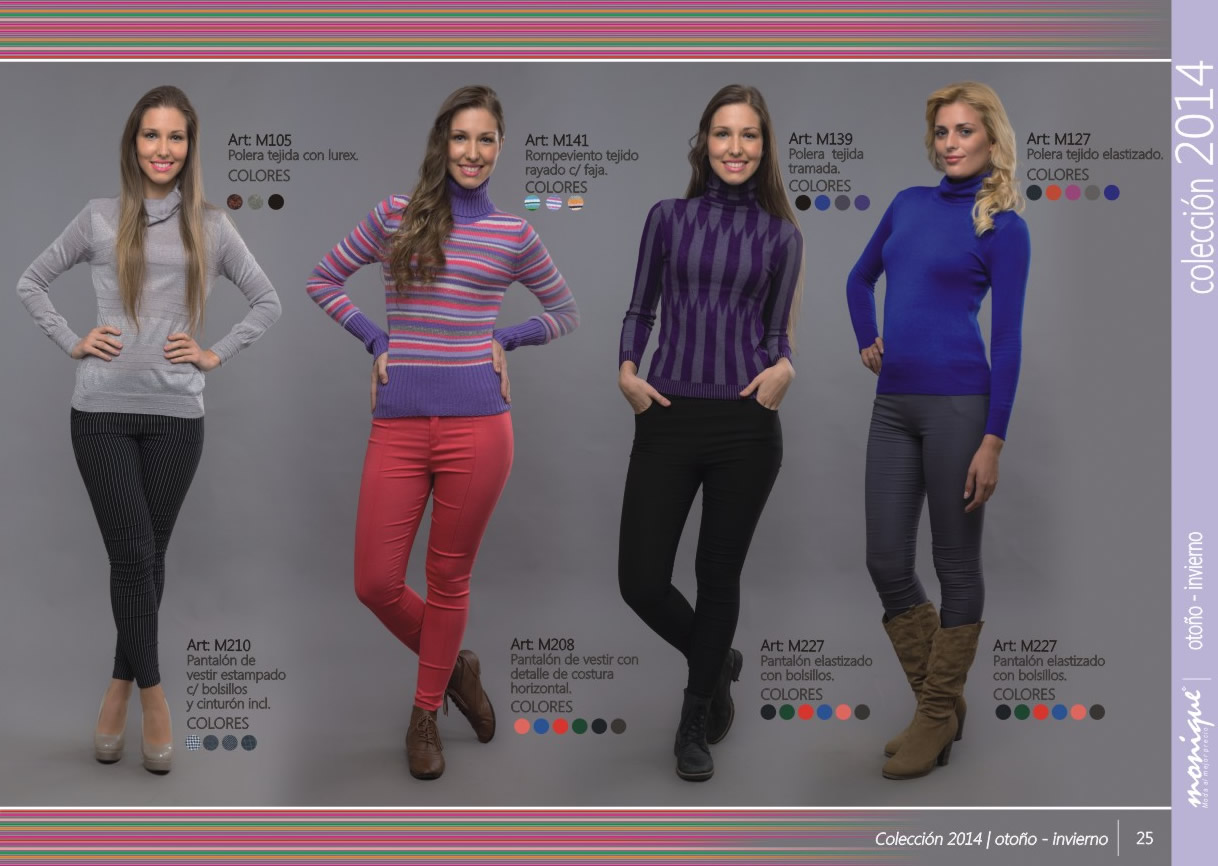 Art: M105
Polera tejida con lurex.
COLORES
Art: M141
Rompeviento tejido
rayado c/ faja.
COLORES
Art: M139
Polera tejida
tramada.
COLORES
Art: M127
Polera tejido elastizado.
COLORES
Art: M210
Pantalón de
vestir estampado
c/ bolsillos
y cinturón incl.
COLORES
Art: M208
Pantalón de vestir con
detalle de costura
horizontal.
COLORES
Art: M227
Pantalón elastizado
con bolsillos.
COLORES
Art: M227
Pantalón elastizado
con bolsillos.
COLORES
colección 2014
otoño - invierno
monique
Moda al mejor precio
Colección 2014 | otoño - invierno
25